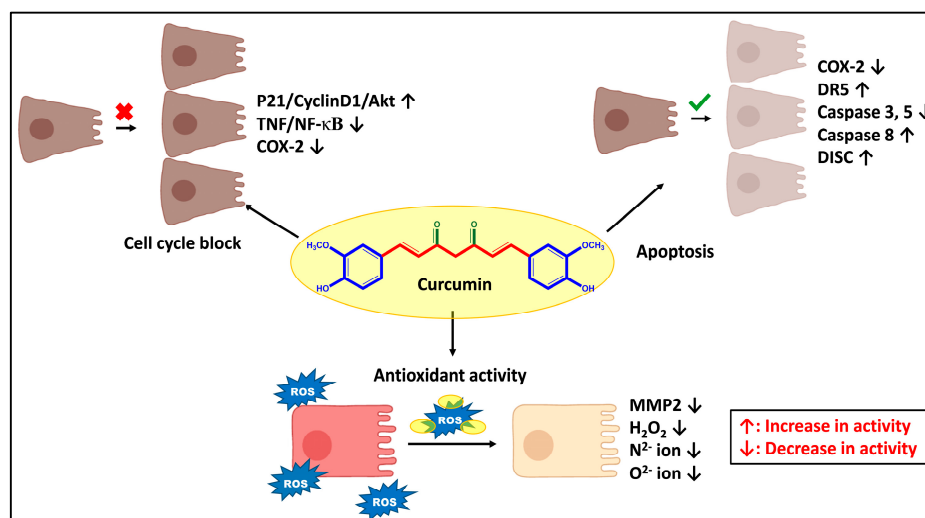 P21/CyclinD1/Akt ↑
TNF/NF-κB ↓
COX-2 ↓
Cell cycle block
COX-2 ↓
DR5 ↑
Caspase 3, 5 ↓
Caspase 8 ↑
DISC ↑
Apoptosis
O
O
H₃CO
OCH₃
HO
OH
Curcumin
Antioxidant activity
ROS
ROS
ROS
ROS
MMP2 ↓
H₂O₂ ↓
N²⁻ ion ↓
O²⁻ ion ↓
↑: Increase in activity
↓: Decrease in activity